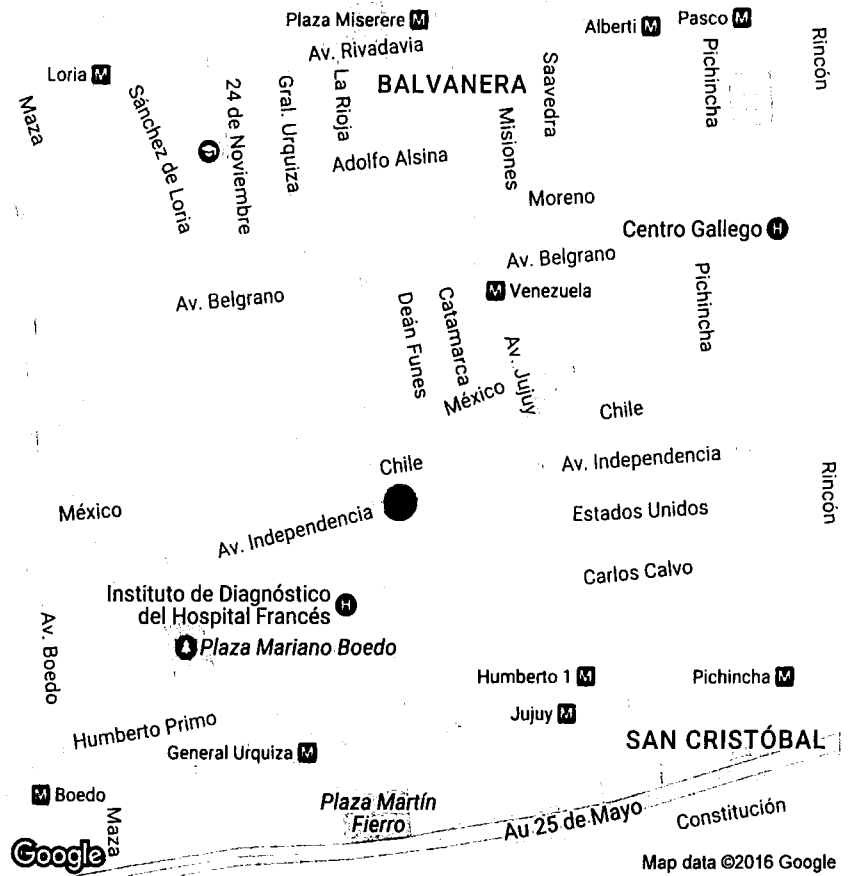 Plaza Miserere
Alberti
Pasco
Av. Rivadavia
Rincón
Loria
Pichincha
Saavedra
BALVANERA
La Rioja
Gral. Urquiza
24 de Noviembre
Sánchez de Loria
Maza
Misiones
Adolfo Alsina
Moreno
Centro Gallego
Av. Belgrano
Venezuela
Av. Belgrano
Pichincha
Deán Funes
Catamarca
Av. Jujuy
México
Chile
Av. Independencia
Chile
Rincón
México
Av. Independencia
Estados Unidos
Carlos Calvo
Instituto de Diagnóstico
del Hospital Francés
Av. Boedo
Plaza Mariano Boedo
Humberto 1
Pichincha
Jujuy
Humberto Primo
General Urquiza
SAN CRISTÓBAL
Boedo
Maza
Plaza Martín
Fierro
Au 25 de Mayo
Constitución
Google
Map data ©2016 Google